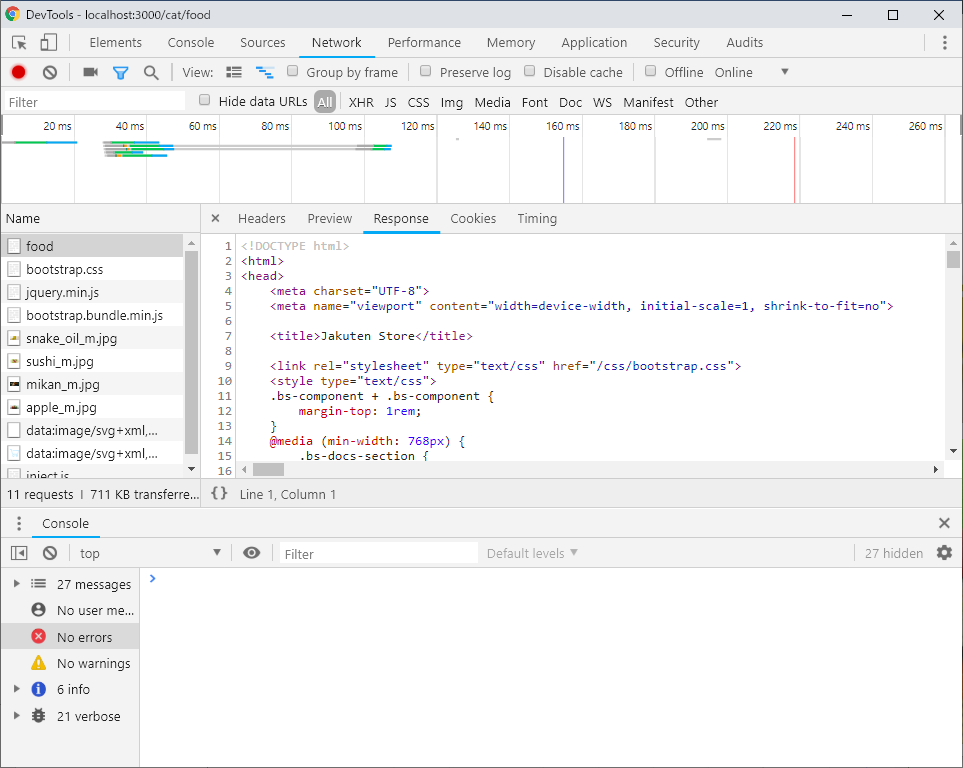 DevTools - localhost:3000/cat/food
Elements Console Sources Network Performance Memory Application Security Audits
View: Group by frame Preserve log Disable cache Offline Online
Filter Hide data URLs All XHR JS CSS Img Media Font Doc WS Manifest Other
20 ms 40 ms 60 ms 80 ms 100 ms 120 ms 140 ms 160 ms 180 ms 200 ms 220 ms 240 ms 260 ms
Name
food
bootstrap.css
jquery.min.js
bootstrap.bundle.min.js
snake_oil_m.jpg
sushi_m.jpg
mikan_m.jpg
apple_m.jpg
data:image/svg+xml,...
data:image/svg+xml,...
inject.js
11 requests | 711 KB transferre...
Headers Preview Response Cookies Timing
1 <!DOCTYPE html>
2 <html>
3 <head>
4 <meta charset="UTF-8">
5 <meta name="viewport" content="width=device-width, initial-scale=1, shrink-to-fit=no">
6
7 <title>Jakuten Store</title>
8
9 <link rel="stylesheet" type="text/css" href="/css/bootstrap.css">
10 <style type="text/css">
11 .bs-component + .bs-component {
12 margin-top: 1rem;
13 }
14 @media (min-width: 768px) {
15 .bs-docs-section {
16
{} Line 1, Column 1
Console
top Filter Default levels 27 hidden
27 messages
No user me...
No errors
No warnings
6 info
21 verbose